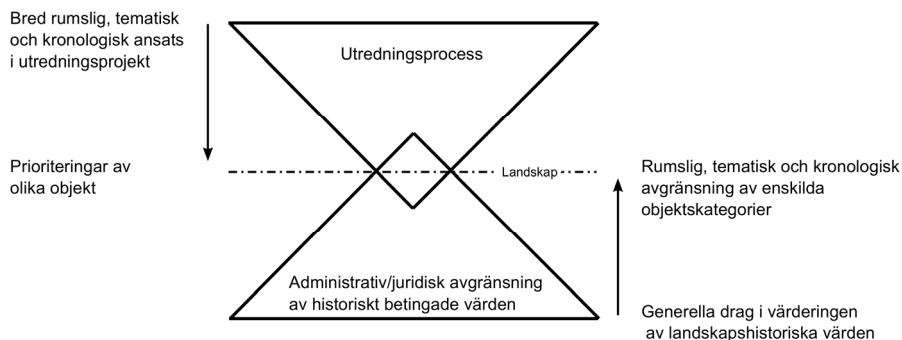 Bred rumslig, tematisk
och kronologisk ansats
i utredningsprojekt
Utredningsprocess
Prioriteringar av
olika objekt
Landskap
Rumslig, tematisk och kronologisk
avgränsning av enskilda
objektskategorier
Administrativ/juridisk avgränsning
av historiskt betingade värden
Generella drag i värderingen
av landskapshistoriska värden